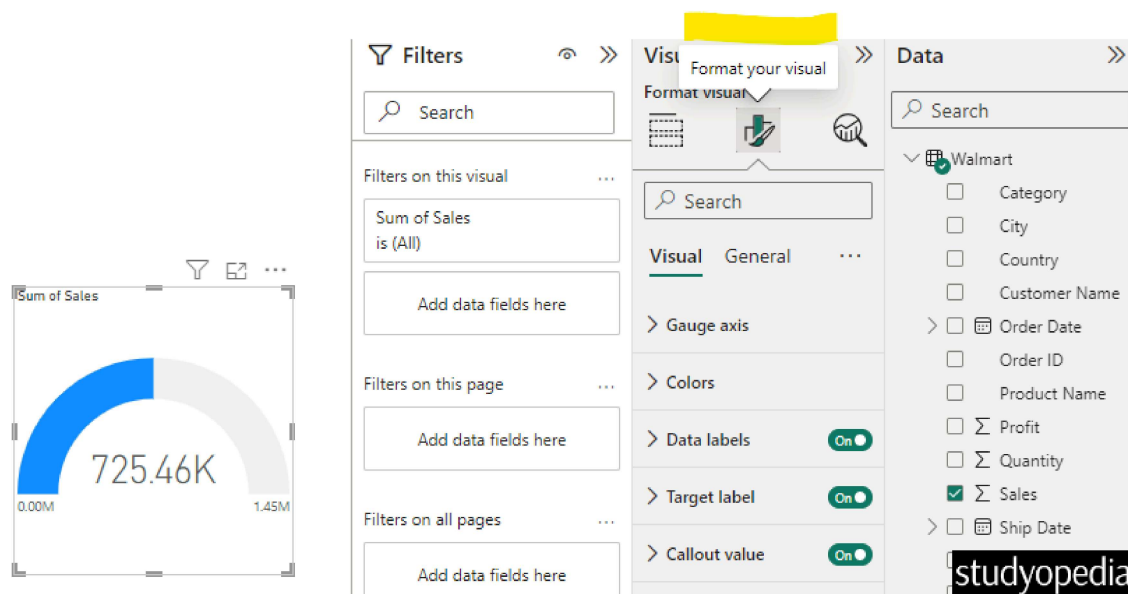 Sum of Sales
725.46K
0.00M
1.45M
Filters
Search
Filters on this visual
...
Sum of Sales
is (All)
Add data fields here
Filters on this page
...
Add data fields here
Filters on all pages
...
Add data fields here
Format your visual
Format visual
Search
Visual General ...
Gauge axis
Colors
Data labels On
Target label On
Callout value On
Data
Search
Walmart
Category
City
Country
Customer Name
Order Date
Order ID
Product Name
Profit
Quantity
Sales
Ship Date
studyopedia